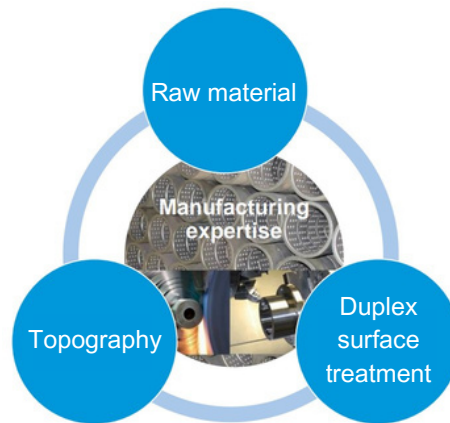 Raw material
Manufacturing
expertise
Topography
Duplex
surface
treatment